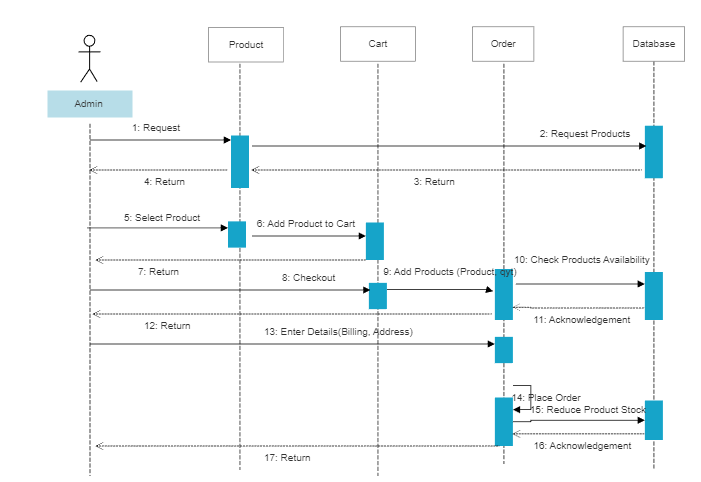 Product
Cart
Order
Database
Admin
1: Request
2: Request Products
4: Return
3: Return
5: Select Product
6: Add Product to Cart
7: Return
8: Checkout
9: Add Products (Product, qyt)
10: Check Products Availability
11: Acknowledgement
12: Return
13: Enter Details(Billing, Address)
14: Place Order
15: Reduce Product Stock
16: Acknowledgement
17: Return